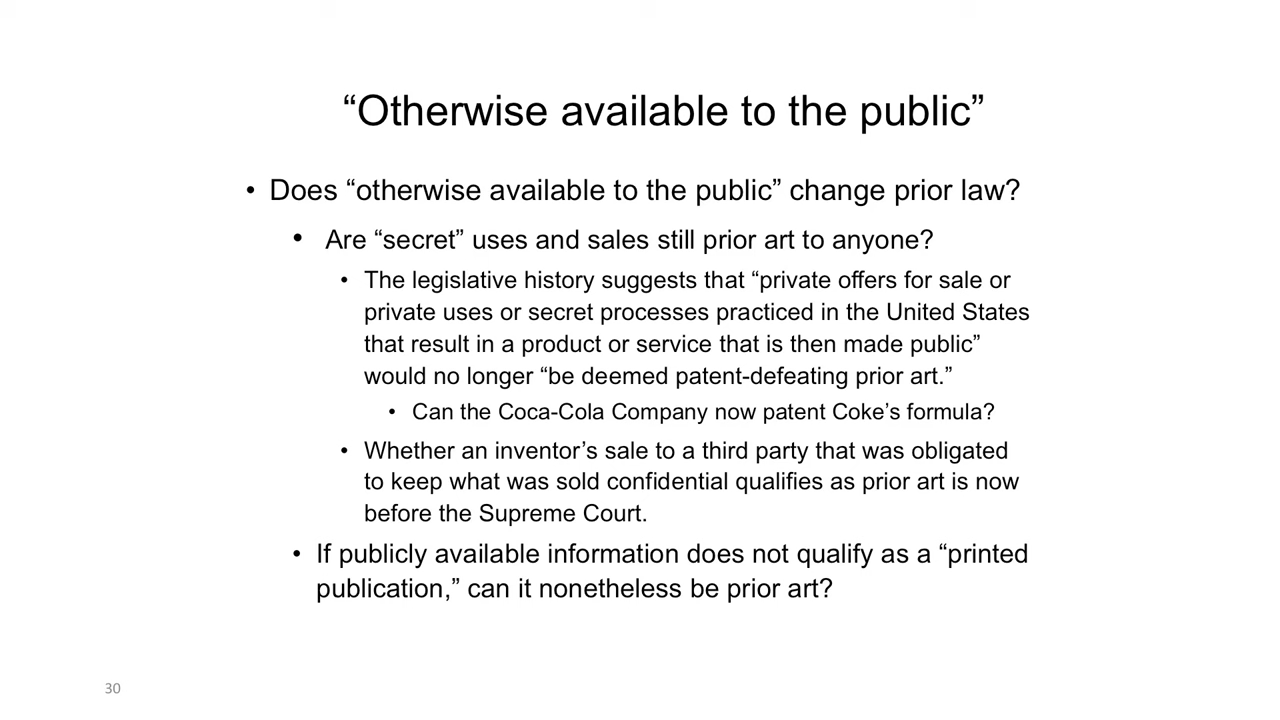 “Otherwise available to the public”
• Does “otherwise available to the public” change prior law?
• Are “secret” uses and sales still prior art to anyone?
• The legislative history suggests that “private offers for sale or
private uses or secret processes practiced in the United States
that result in a product or service that is then made public”
would no longer “be deemed patent-defeating prior art.”
• Can the Coca-Cola Company now patent Coke’s formula?
• Whether an inventor’s sale to a third party that was obligated
to keep what was sold confidential qualifies as prior art is now
before the Supreme Court.
• If publicly available information does not qualify as a “printed
publication,” can it nonetheless be prior art?
30